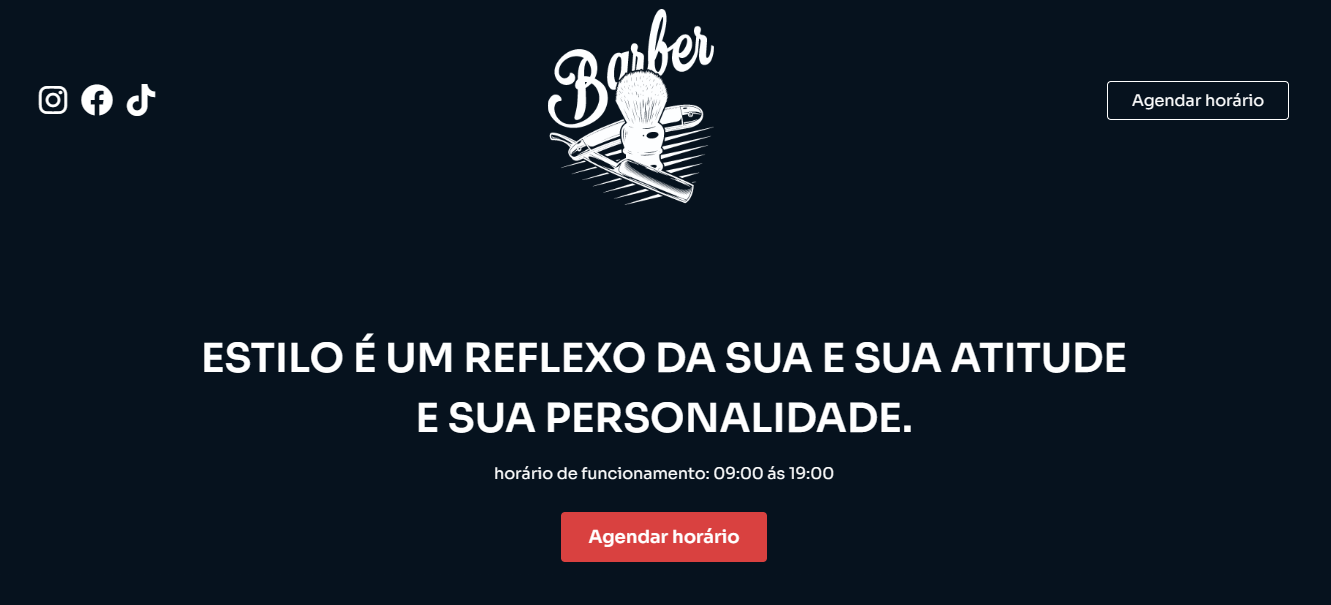 Barber
Agendar horário
ESTILO É UM REFLEXO DA SUA E SUA ATITUDE
E SUA PERSONALIDADE.
horário de funcionamento: 09:00 ás 19:00
Agendar horário